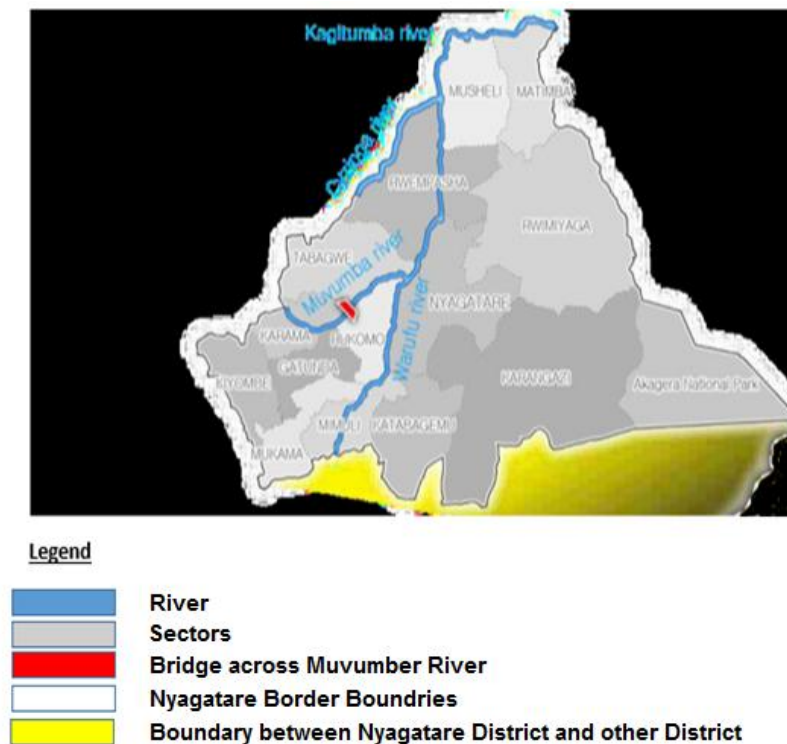 Kagitumba river
MUSHELI
MATIMBA
RWEMPASHA
RWIMIYAGA
TABAGWE
Muvumba river
NYAGATARE
Warufu river
KARAMA
RUKOMO
GATUNDA
KIYOMBE
KARANGAZI
Akagera National Park
MIMULI
KATABAGEMU
MUKAMA
Legend
River
Sectors
Bridge across Muvumber River
Nyagatare Border Boundries
Boundary between Nyagatare District and other District